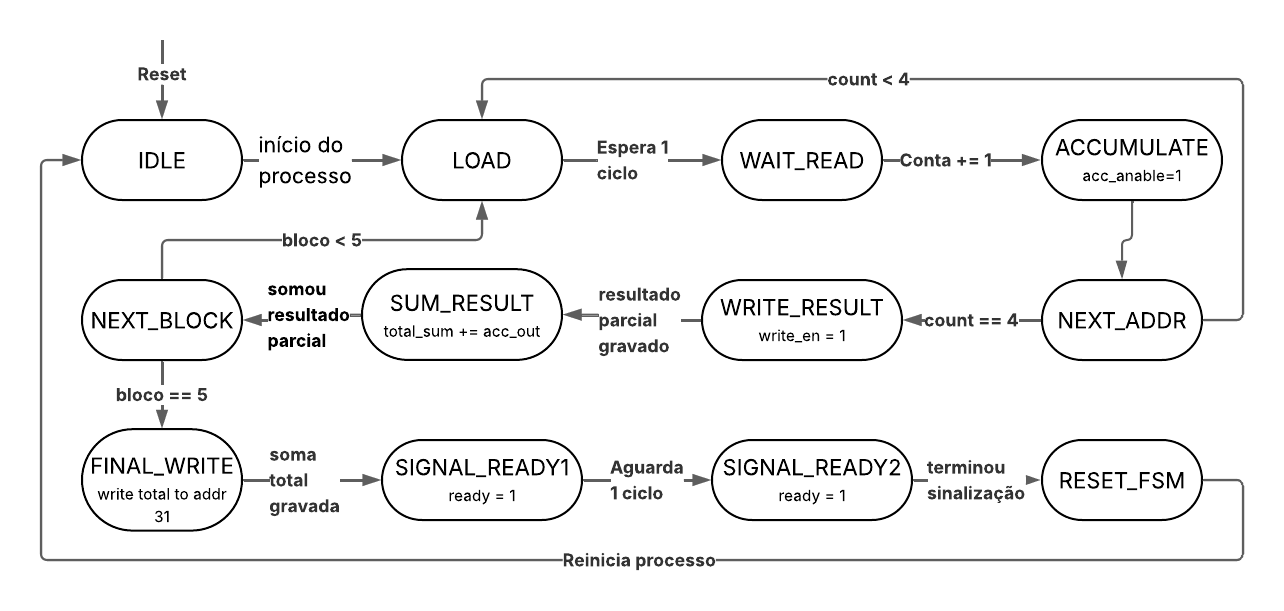 Reset
count < 4
IDLE
início do
processo
LOAD
Espera 1
ciclo
WAIT_READ
Conta += 1
ACCUMULATE
acc_anable=1
bloco < 5
NEXT_BLOCK
somou
resultado
parcial
SUM_RESULT
total_sum += acc_out
resultado
parcial
gravado
WRITE_RESULT
write_en = 1
count == 4
NEXT_ADDR
bloco == 5
FINAL_WRITE
write total to addr
31
soma
total
gravada
SIGNAL_READY1
ready = 1
Aguarda
1 ciclo
SIGNAL_READY2
ready = 1
terminou
sinalização
RESET_FSM
Reinicia processo